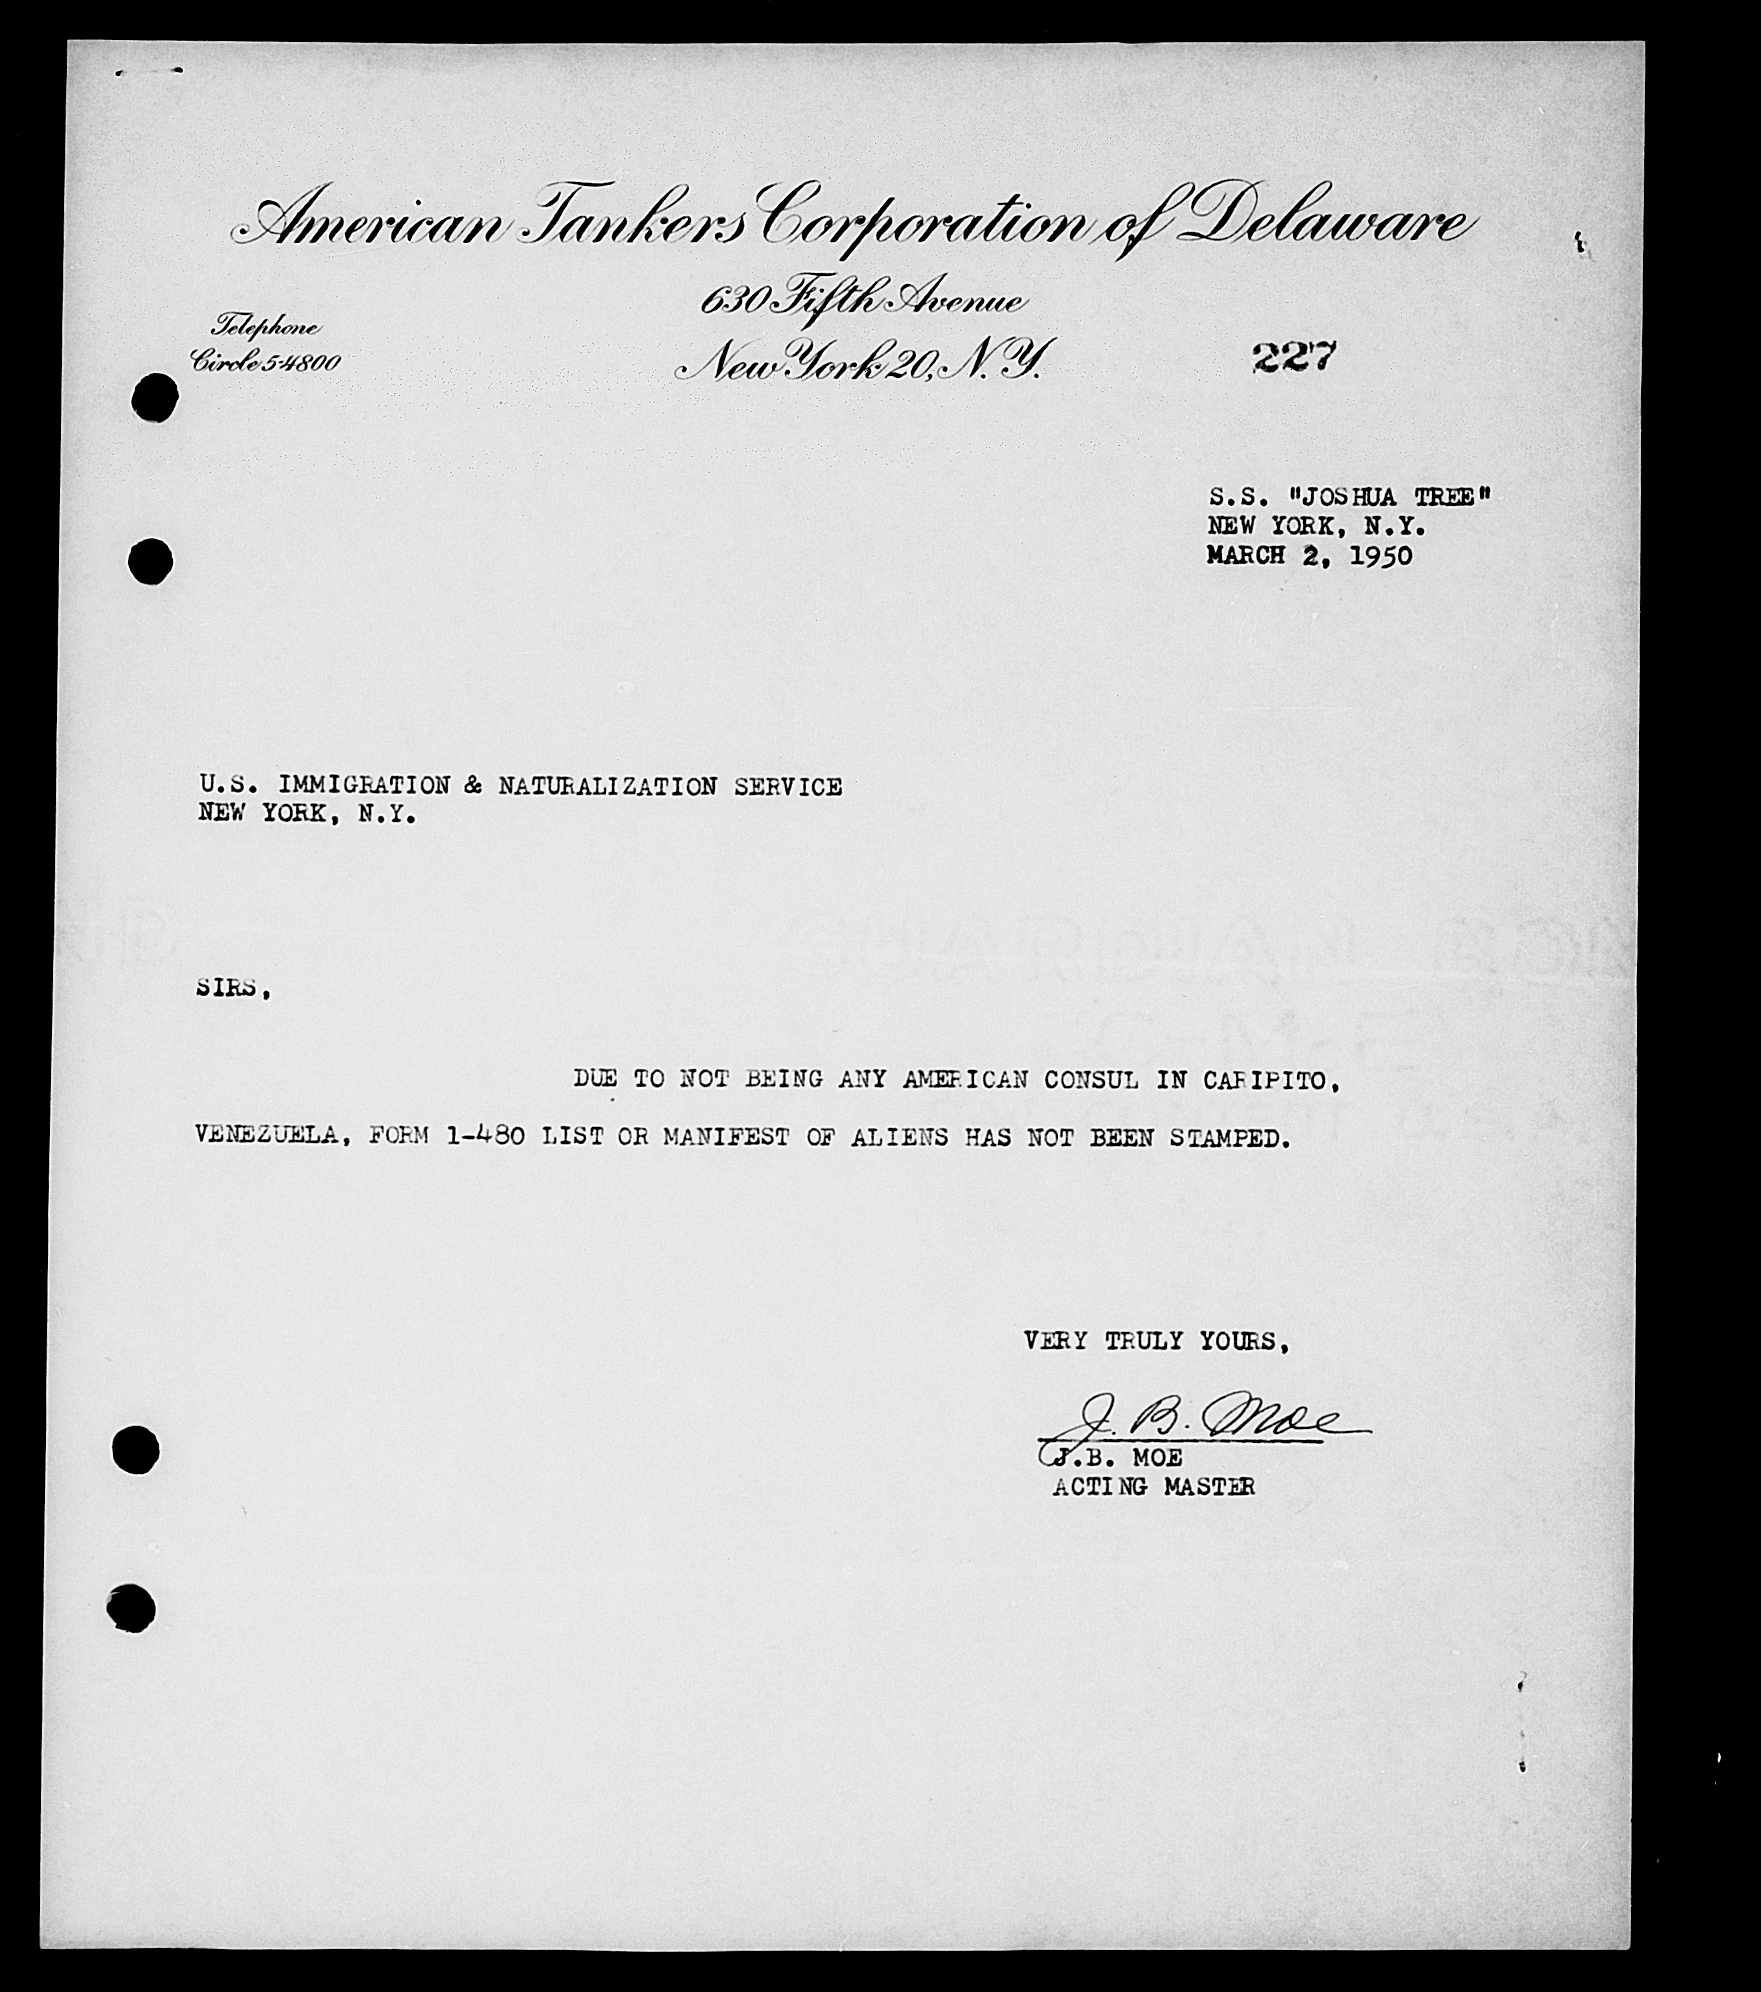 American Tankers Corporation of Delaware
630 Fifth Avenue
Telephone
Circle 5-4800
New York 20, N. Y.
227
S.S. "JOSHUA TREE"
NEW YORK, N.Y.
MARCH 2, 1950
U.S. IMMIGRATION & NATURALIZATION SERVICE
NEW YORK, N.Y.
SIRS,
DUE TO NOT BEING ANY AMERICAN CONSUL IN CARIPITO,
VENEZUELA, FORM 1-480 LIST OR MANIFEST OF ALIENS HAS NOT BEEN STAMPED.
VERY TRULY YOURS,
J. B. Moe
J.B. MOE
ACTING MASTER